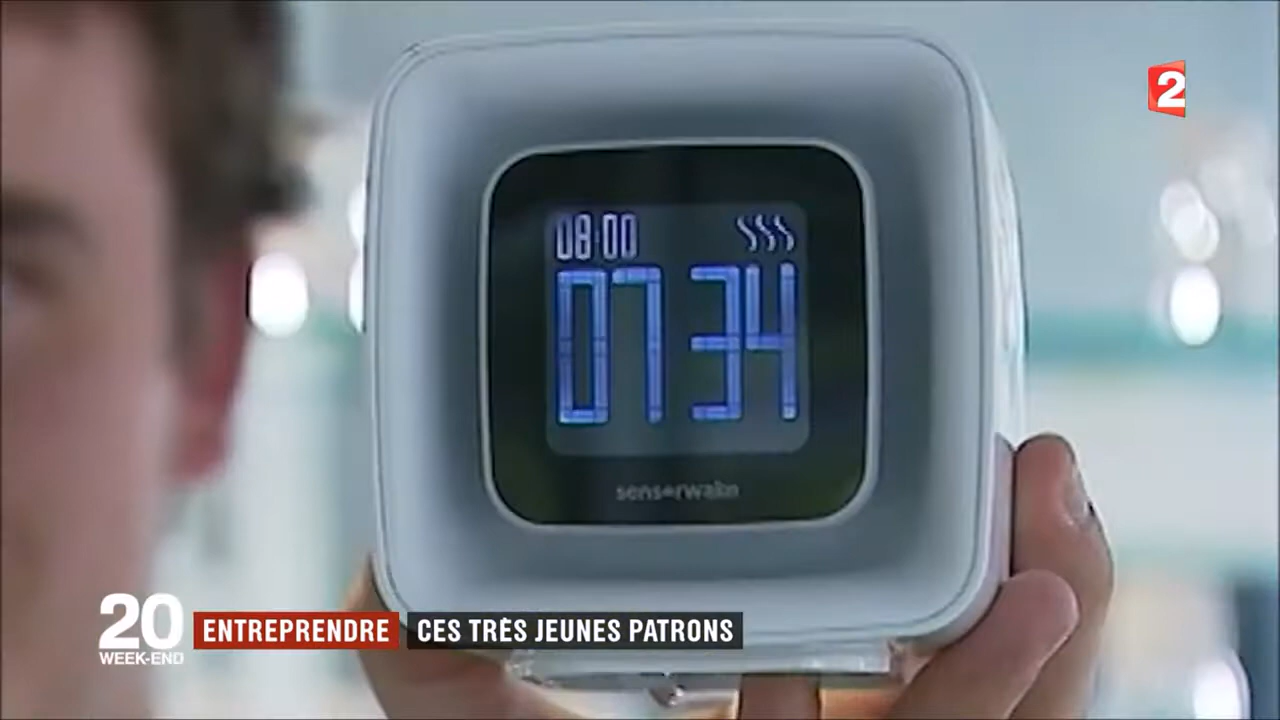 2
08:00
07 34
sensorwake
20
WEEK-END
ENTREPRENDRE
CES TRÈS JEUNES PATRONS